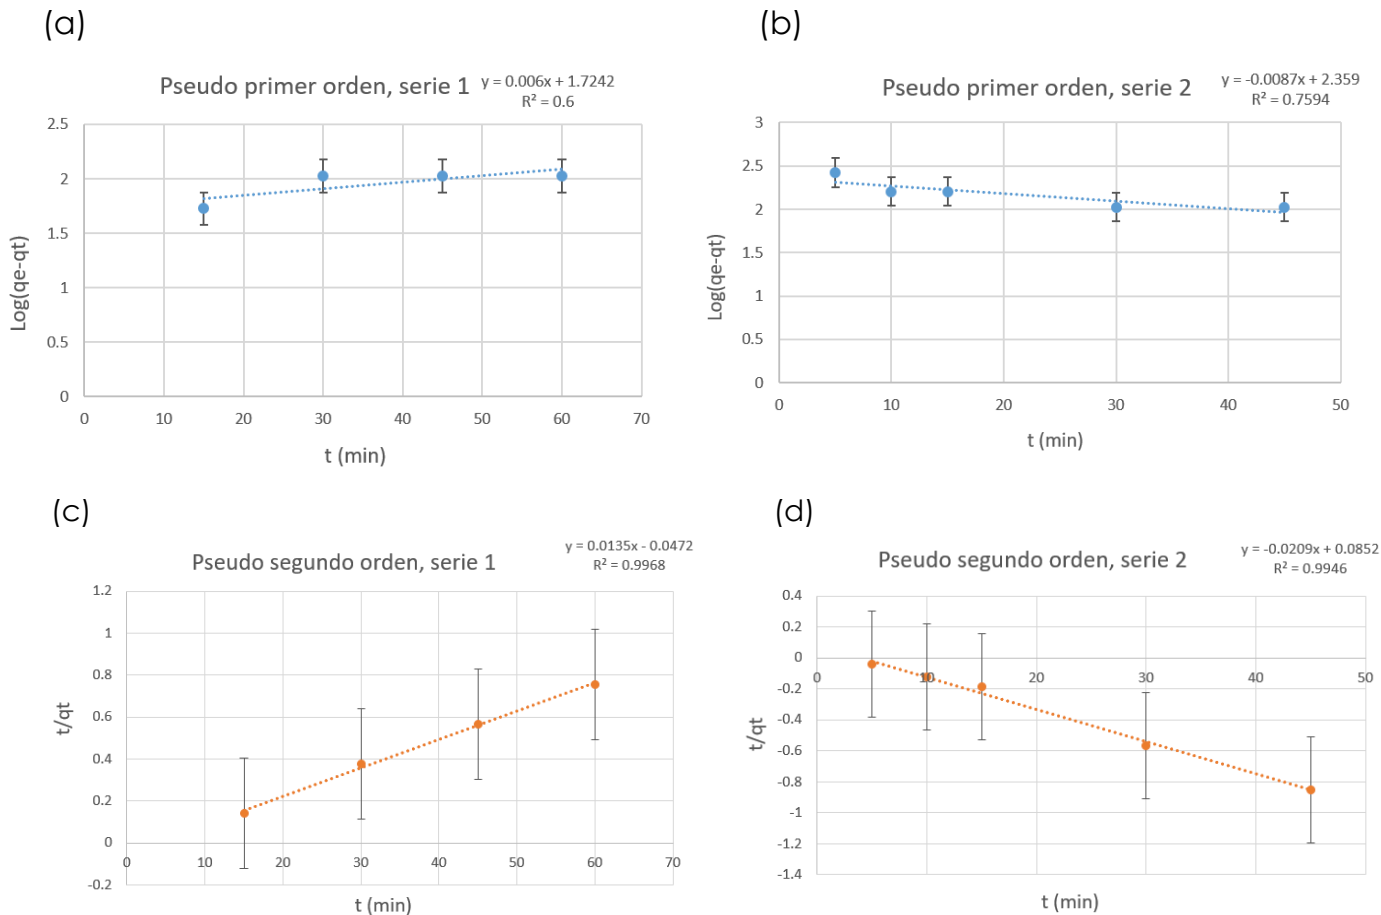 (a)
Pseudo primer orden, serie 1
y = 0.006x + 1.7242
R² = 0.6
2.5
2
1.5
1
0.5
0
0 10 20 30 40 50 60 70
Log(qe-qt)
t (min)
(b)
Pseudo primer orden, serie 2
y = -0.0087x + 2.359
R² = 0.7594
3
2.5
2
1.5
1
0.5
0
0 10 20 30 40 50
Log(qe-qt)
t (min)
(c)
Pseudo segundo orden, serie 1
y = 0.0135x - 0.0472
R² = 0.9968
1.2
1
0.8
0.6
0.4
0.2
0
-0.2
0 10 20 30 40 50 60 70
t/qt
t (min)
(d)
Pseudo segundo orden, serie 2
y = -0.0209x + 0.0852
R² = 0.9946
0.4
0.2
0
-0.2
-0.4
-0.6
-0.8
-1
-1.2
-1.4
0 10 20 30 40 50
t/qt
t (min)